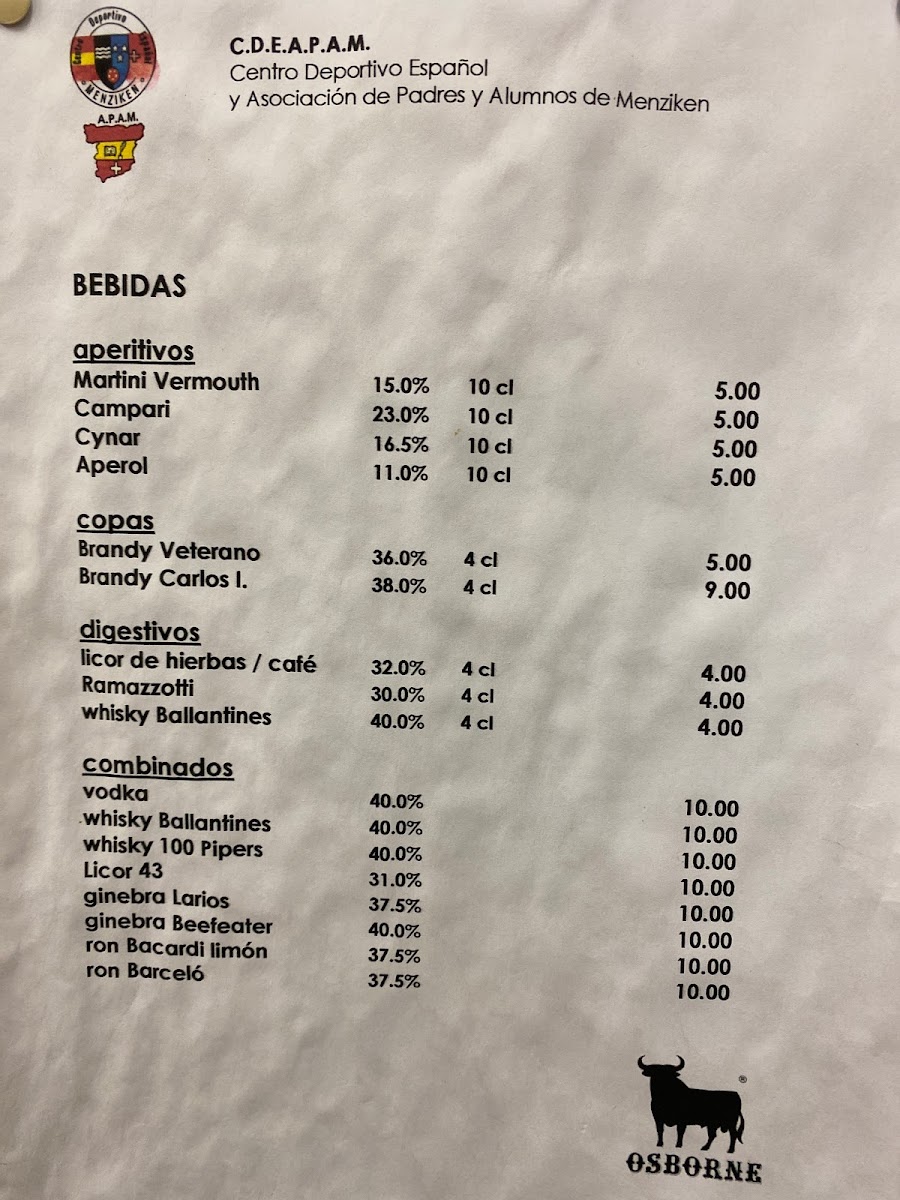 Centro Deportivo Español
MENZIKEN
A.P.A.M.
C.D.E.A.P.A.M.
Centro Deportivo Español
y Asociación de Padres y Alumnos de Menziken
BEBIDAS
aperitivos
Martini Vermouth 15.0% 10 cl 5.00
Campari 23.0% 10 cl 5.00
Cynar 16.5% 10 cl 5.00
Aperol 11.0% 10 cl 5.00
copas
Brandy Veterano 36.0% 4 cl 5.00
Brandy Carlos I. 38.0% 4 cl 9.00
digestivos
licor de hierbas / café 32.0% 4 cl 4.00
Ramazzotti 30.0% 4 cl 4.00
whisky Ballantines 40.0% 4 cl 4.00
combinados
vodka 40.0% 10.00
whisky Ballantines 40.0% 10.00
whisky 100 Pipers 40.0% 10.00
Licor 43 31.0% 10.00
ginebra Larios 37.5% 10.00
ginebra Beefeater 40.0% 10.00
ron Bacardi limón 37.5% 10.00
ron Barceló 37.5% 10.00
®
OSBORNE